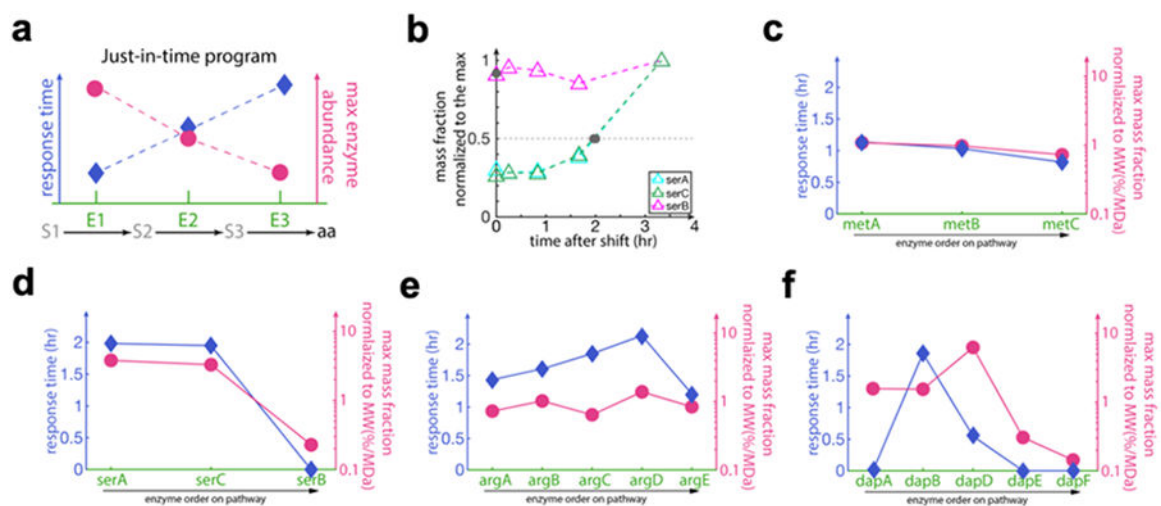 a
Just-in-time program
response time
max enzyme
abundance
E1
E2
E3
S1
S2
S3
aa
b
mass fraction
normalized to the max
1
0.5
0
serA
serC
serB
0
1
2
3
4
time after shift (hr)
c
response time (hr)
2
1.5
1
0.5
0
max mass fraction
normlaized to MW(%/MDa)
10
1
0.1
metA
metB
metC
enzyme order on pathway
d
response time (hr)
2
1.5
1
0.5
0
max mass fraction
normlaized to MW(%/MDa)
10
1
0.1
serA
serC
serB
enzyme order on pathway
e
response time (hr)
2
1.5
1
0.5
0
max mass fraction
normlaized to MW(%/MDa)
10
1
0.1
argA
argB
argC
argD
argE
enzyme order on pathway
f
response time (hr)
2
1.5
1
0.5
0
max mass fraction
normlaized to MW(%/MDa)
10
1
0.1
dapA
dapB
dapD
dapE
dapF
enzyme order on pathway